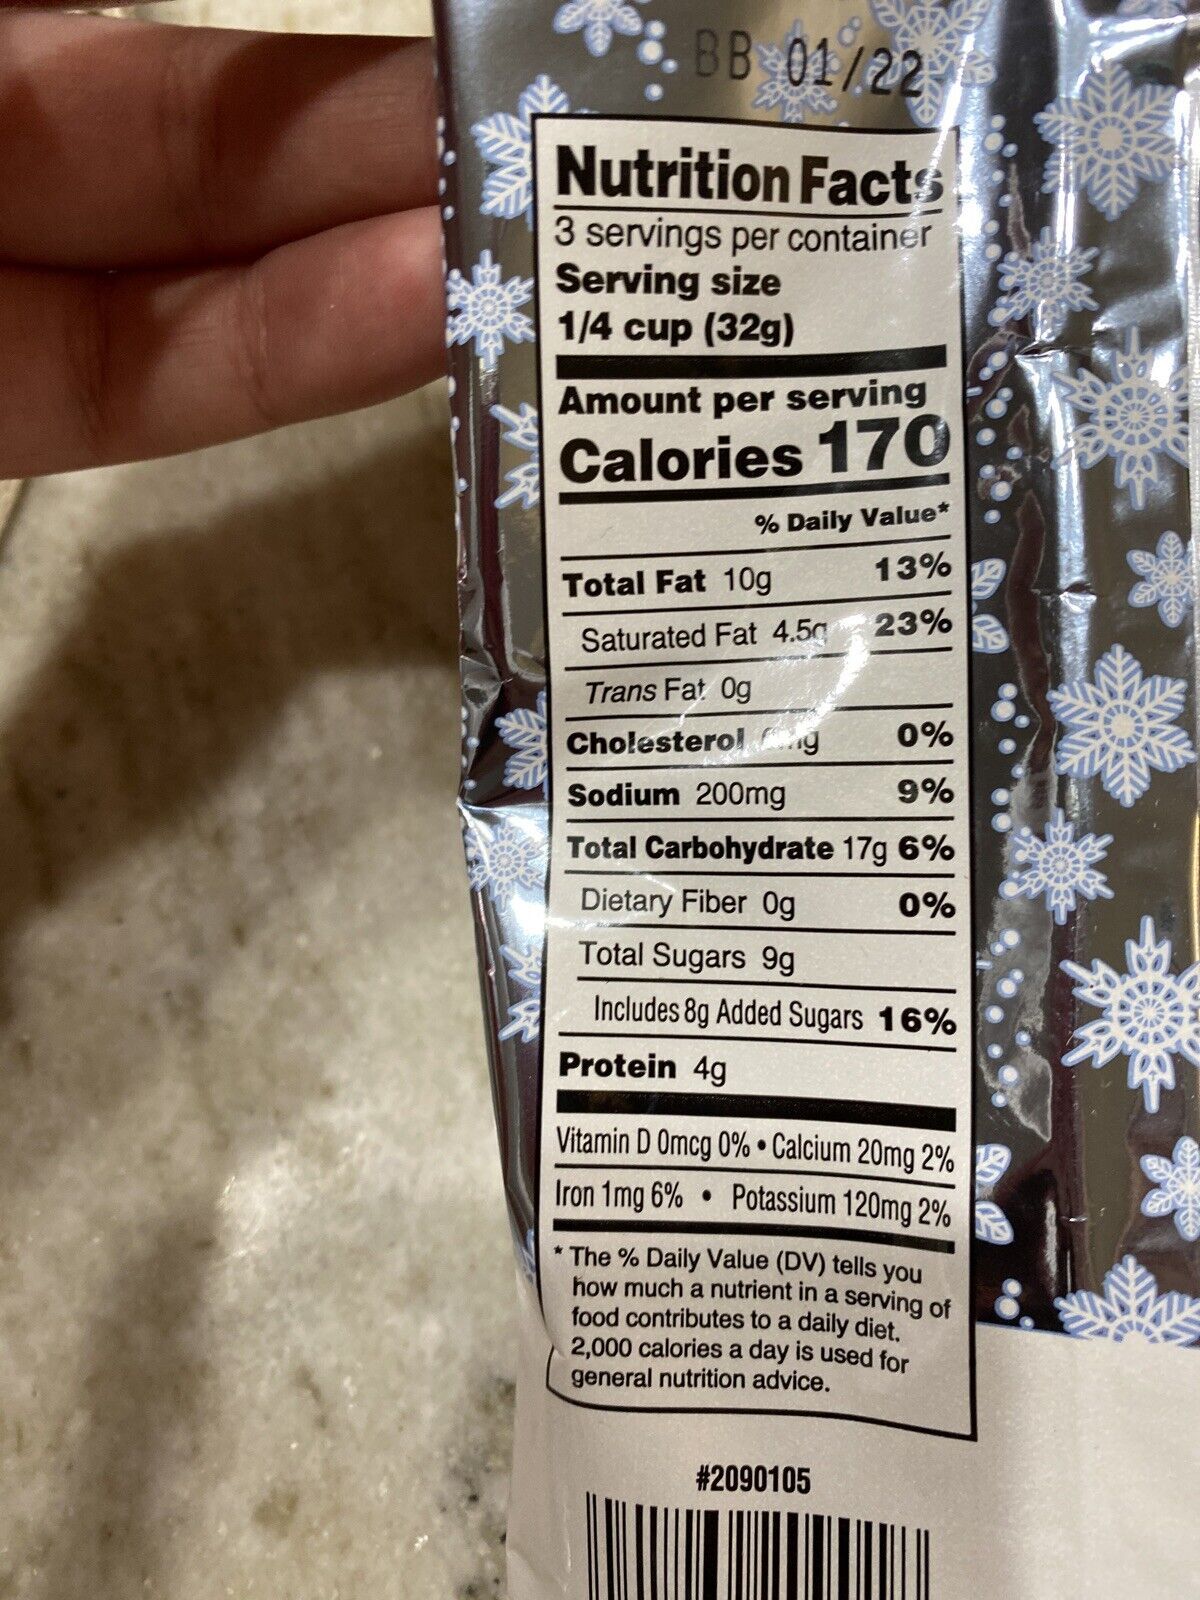 BB 01/22
Nutrition Facts
3 servings per container
Serving size
1/4 cup (32g)
Amount per serving
Calories 170
% Daily Value*
Total Fat 10g 13%
Saturated Fat 4.5g 23%
Trans Fat 0g
Cholesterol 0%
Sodium 200mg 9%
Total Carbohydrate 17g 6%
Dietary Fiber 0g 0%
Total Sugars 9g
Includes 8g Added Sugars 16%
Protein 4g
Vitamin D 0mcg 0% • Calcium 20mg 2%
Iron 1mg 6% • Potassium 120mg 2%
* The % Daily Value (DV) tells you
how much a nutrient in a serving of
food contributes to a daily diet.
2,000 calories a day is used for
general nutrition advice.
#2090105